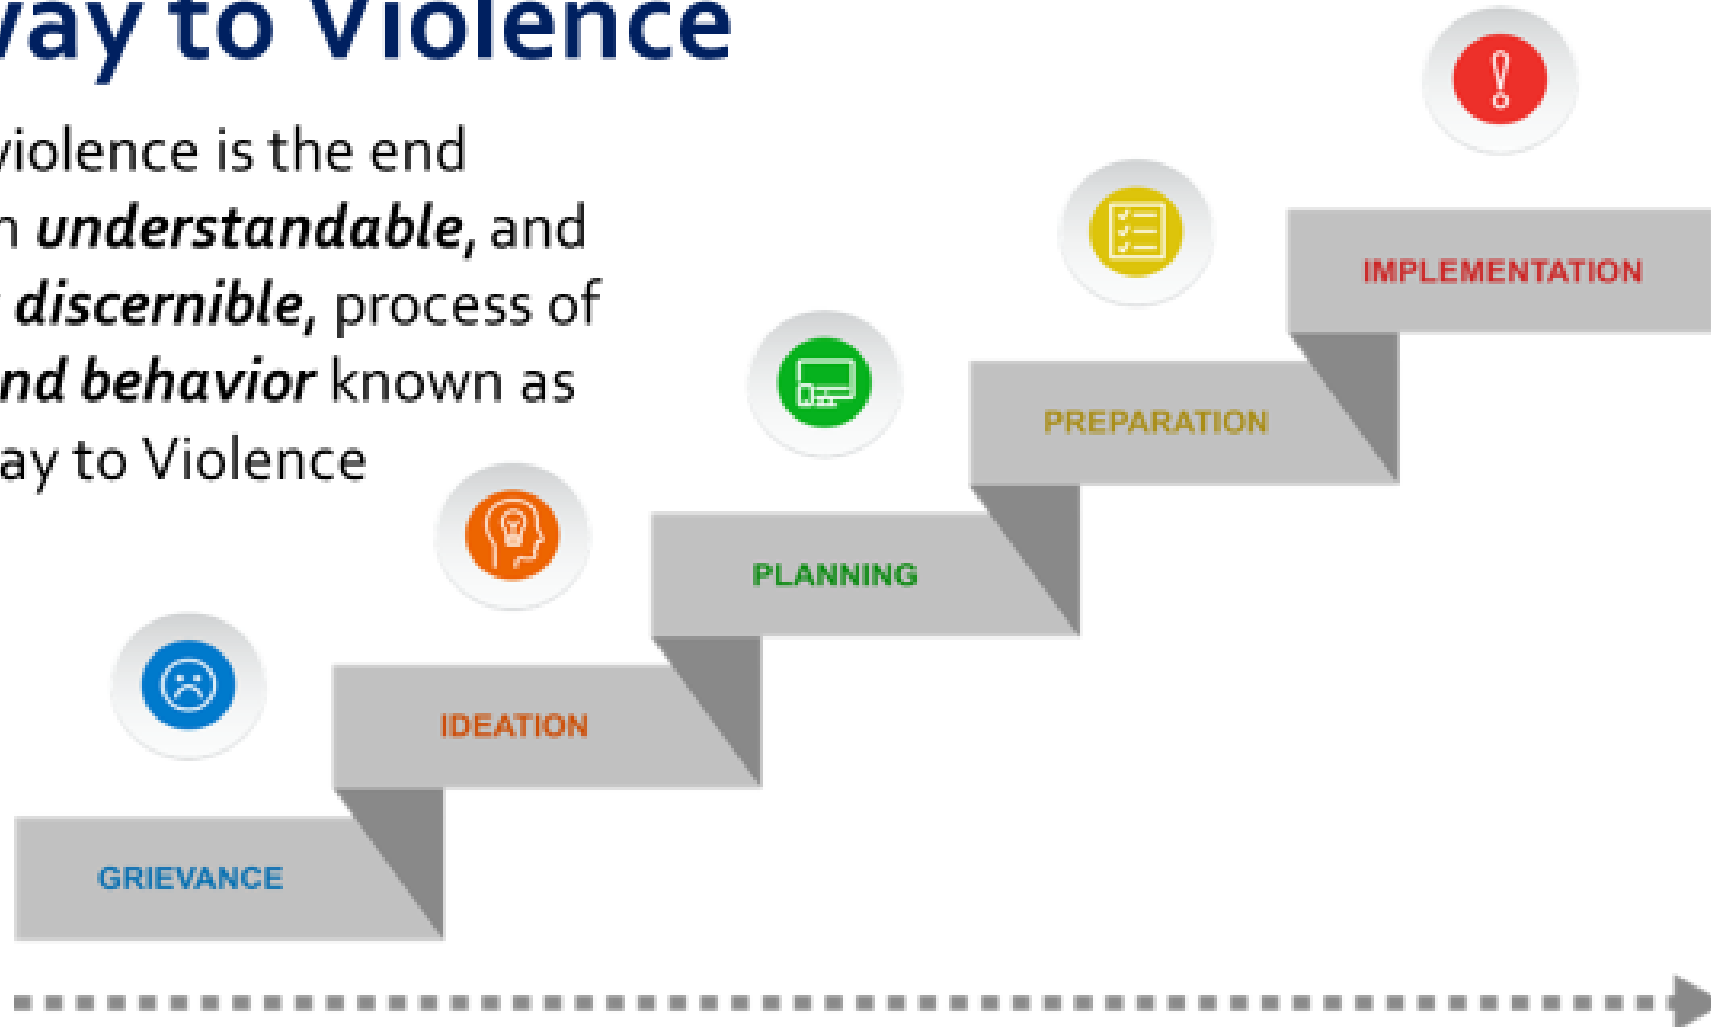 way to Violence
violence is the end
understandable, and
discernible, process of
nd behavior known as
ay to Violence
IMPLEMENTATION
PREPARATION
PLANNING
IDEATION
GRIEVANCE